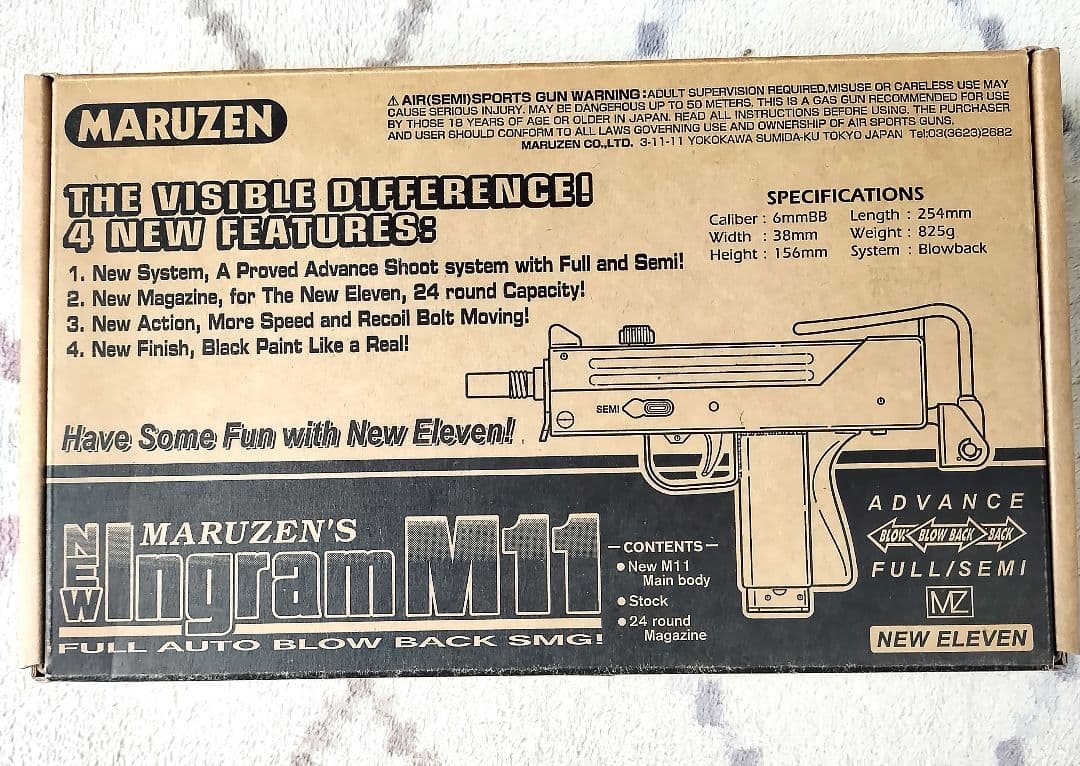 MARUZEN
⚠ AIR(SEMI)SPORTS GUN WARNING:ADULT SUPERVISION REQUIRED,MISUSE OR CARELESS USE MAY
CAUSE SERIOUS INJURY. MAY BE DANGEROUS UP TO 50 METERS, THIS IS A GAS GUN RECOMMENDED FOR USE
BY THOSE 18 YEARS OF AGE OR OLDER IN JAPAN. READ ALL INSTRUCTIONS BEFORE USING. THE PURCHASER
AND USER SHOULD CONFORM TO ALL LAWS GOVERNING USE AND OWNERSHIP OF AIR SPORTS GUNS.
MARUZEN CO.,LTD. 3-11-11 YOKOKAWA SUMIDA-KU TOKYO JAPAN Tel:03(3623)2682
THE VISIBLE DIFFERENCE!
4 NEW FEATURES:
1. New System, A Proved Advance Shoot system with Full and Semi!
2. New Magazine, for The New Eleven, 24 round Capacity!
3. New Action, More Speed and Recoil Bolt Moving!
4. New Finish, Black Paint Like a Real!
SPECIFICATIONS
Caliber : 6mmBB Length : 254mm
Width : 38mm Weight : 825g
Height : 156mm System : Blowback
SEMI
Have Some Fun with New Eleven!
NEW
MARUZEN'S
Ingram M11
FULL AUTO BLOW BACK SMG!
—CONTENTS—
●New M11
Main body
●Stock
●24 round
Magazine
ADVANCE
BLOW BLOW BACK BACK
FULL/SEMI
MZ
NEW ELEVEN